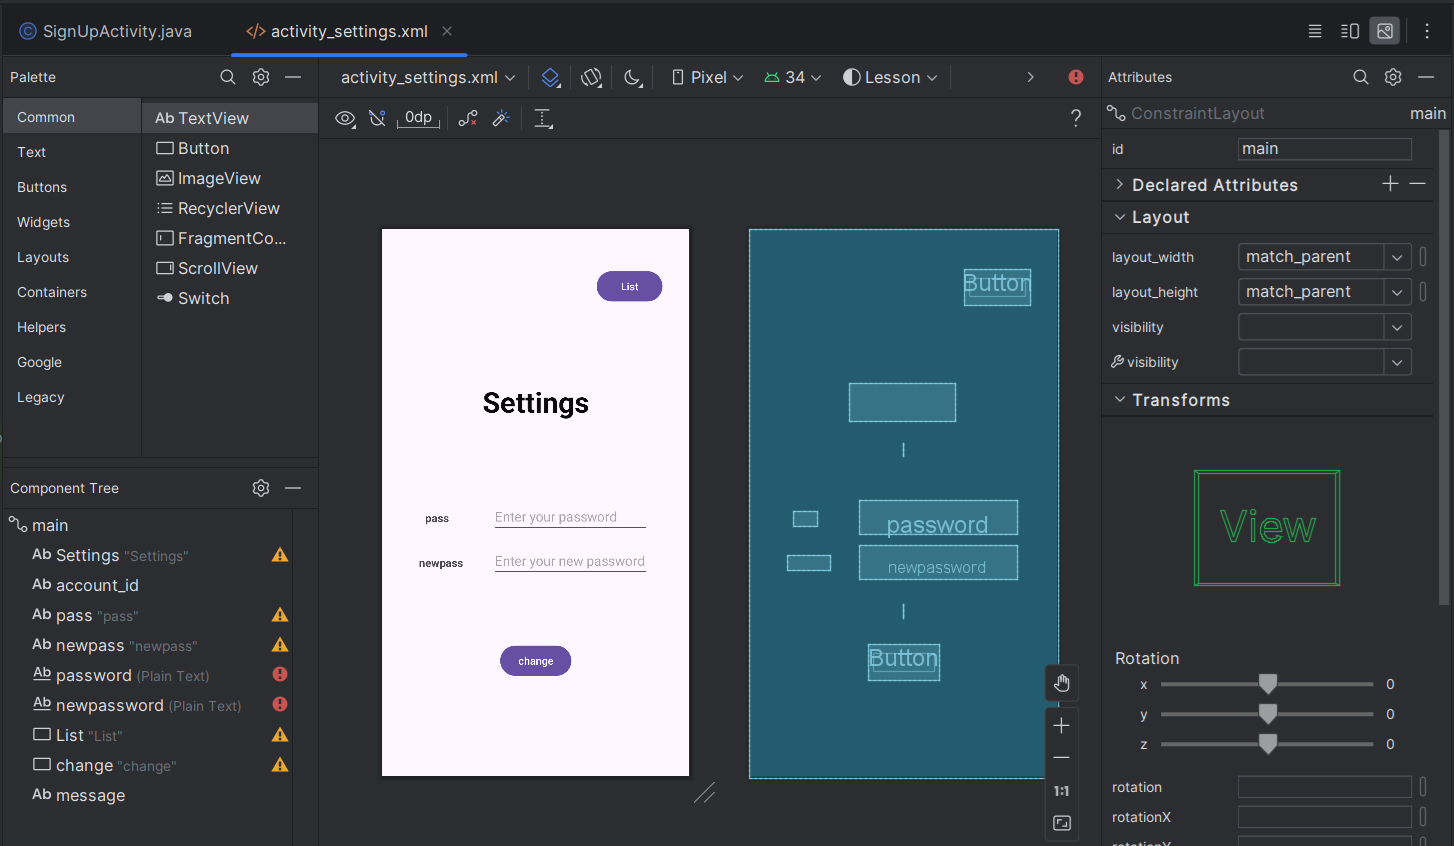 SignUpActivity.java
activity_settings.xml
Palette
Common
Text
Buttons
Widgets
Layouts
Containers
Helpers
Google
Legacy
Ab TextView
Button
ImageView
RecyclerView
FragmentCo...
ScrollView
Switch
Component Tree
main
Ab Settings "Settings"
Ab account_id
Ab pass "pass"
Ab newpass "newpass"
Ab password (Plain Text)
Ab newpassword (Plain Text)
List "List"
change "change"
Ab message
activity_settings.xml
Pixel
34
Lesson
0dp
?
List
Settings
pass
Enter your password
newpass
Enter your new password
change
Button
password
newpassword
Button
1:1
Attributes
ConstraintLayout
main
id
main
Declared Attributes
Layout
layout_width
match_parent
layout_height
match_parent
visibility
visibility
Transforms
View
Rotation
x
0
y
0
z
0
rotation
rotationX
rotationY